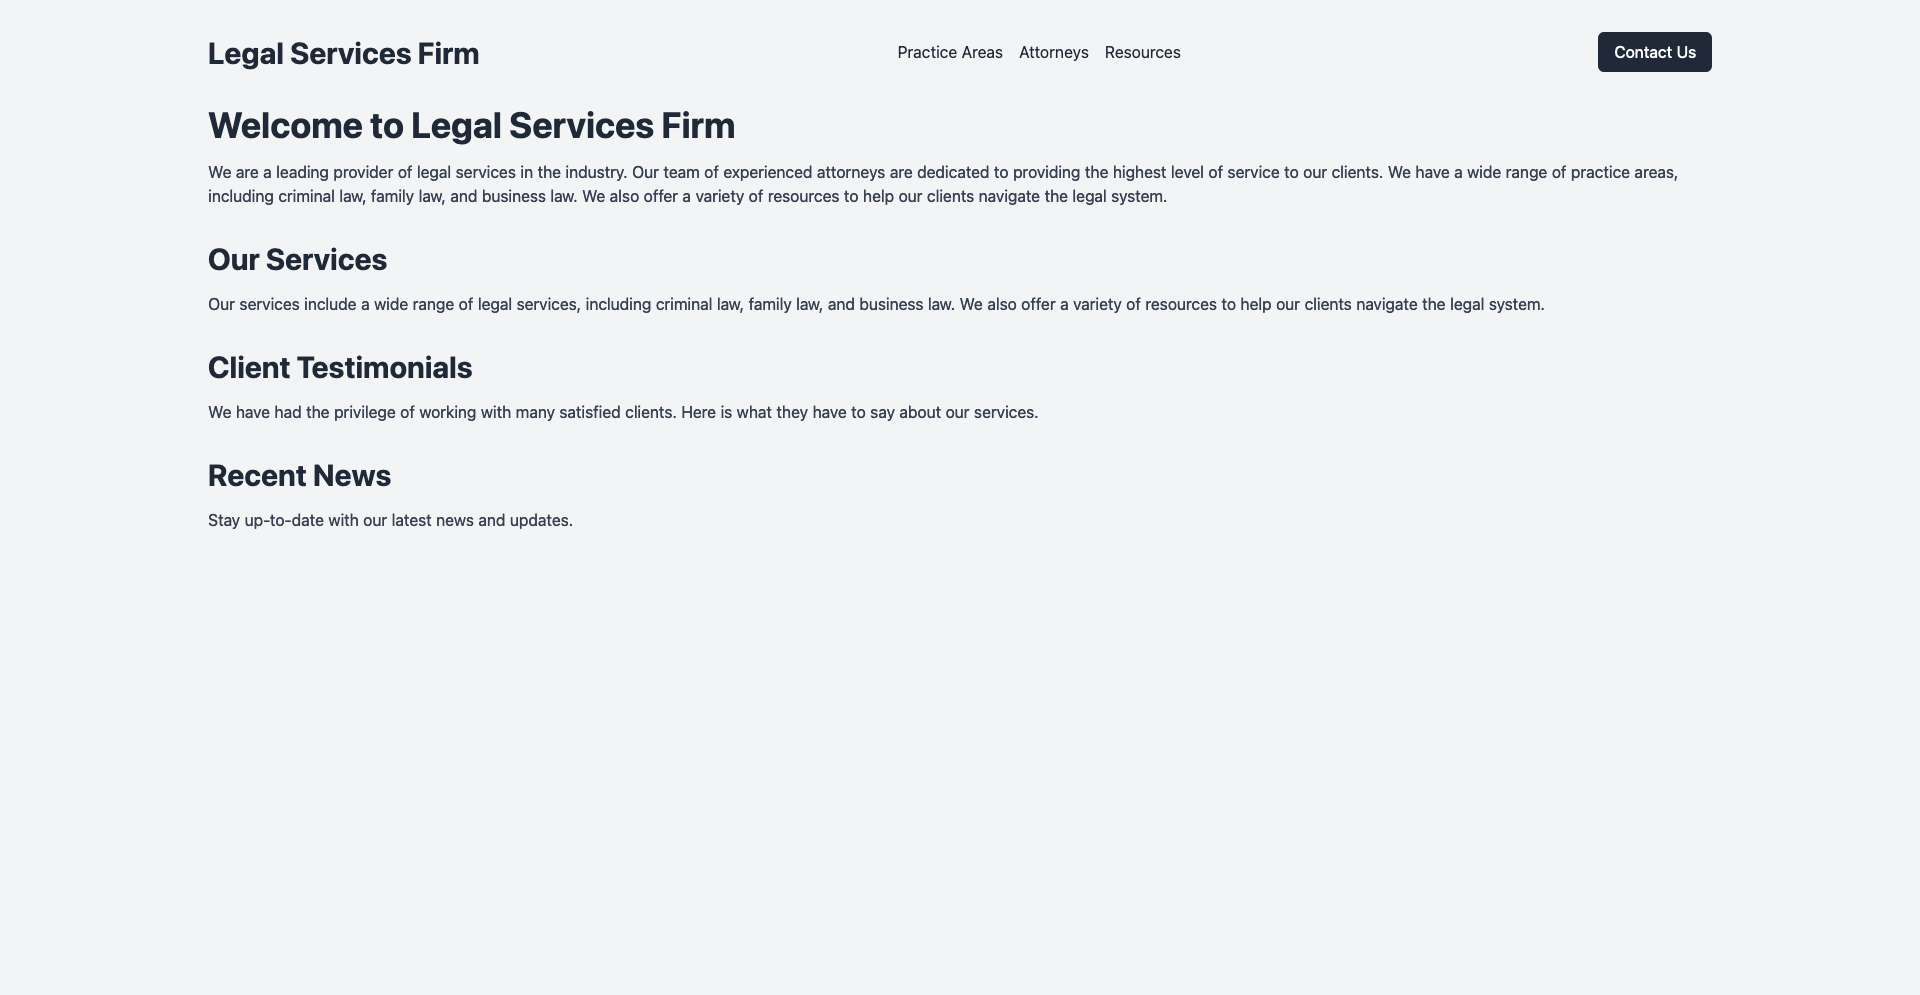 Legal Services Firm
Practice Areas Attorneys Resources
Contact Us
Welcome to Legal Services Firm
We are a leading provider of legal services in the industry. Our team of experienced attorneys are dedicated to providing the highest level of service to our clients. We have a wide range of practice areas,
including criminal law, family law, and business law. We also offer a variety of resources to help our clients navigate the legal system.
Our Services
Our services include a wide range of legal services, including criminal law, family law, and business law. We also offer a variety of resources to help our clients navigate the legal system.
Client Testimonials
We have had the privilege of working with many satisfied clients. Here is what they have to say about our services.
Recent News
Stay up-to-date with our latest news and updates.